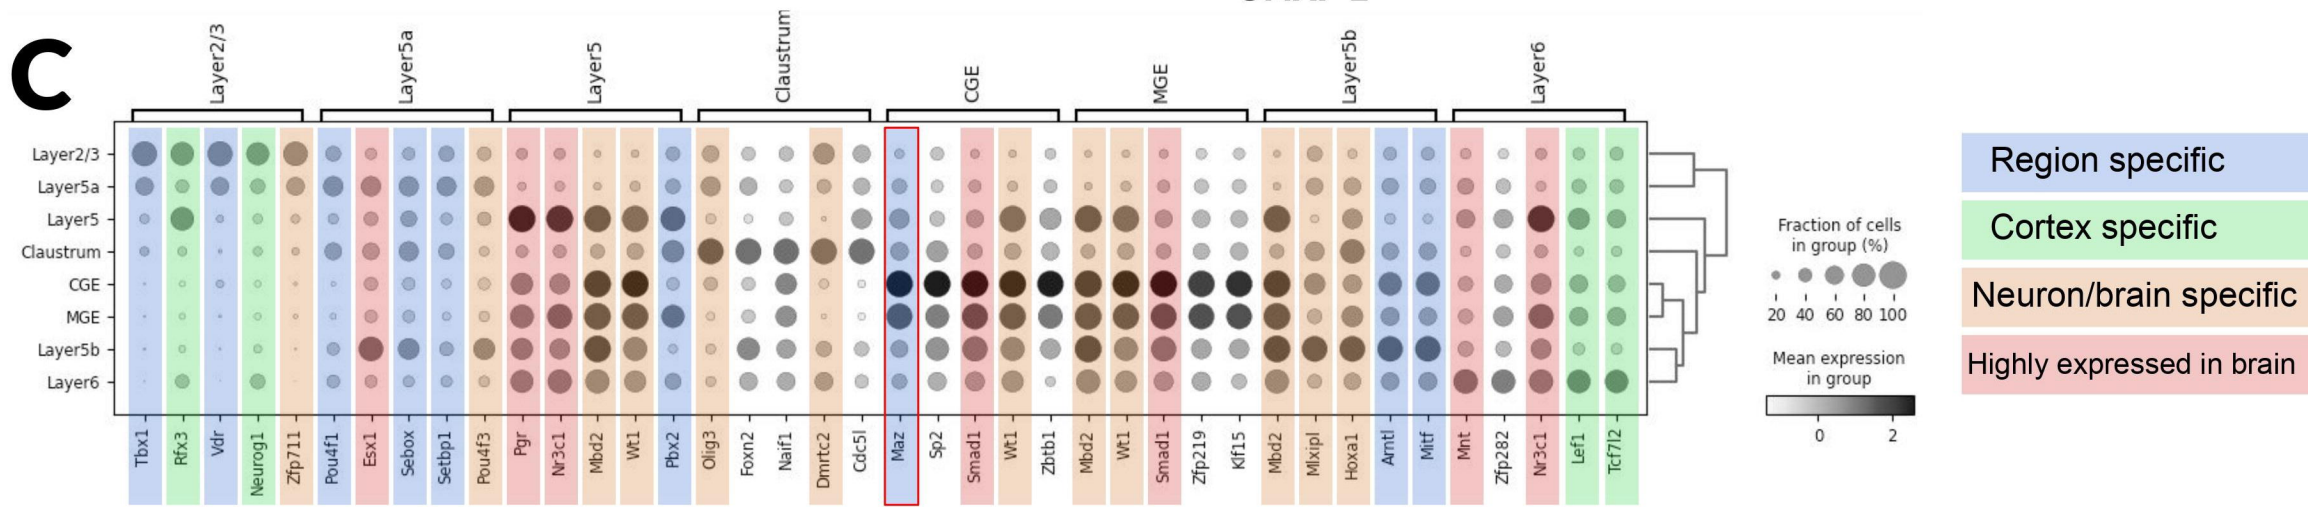 C
Layer2/3
Layer5a
Layer5
Claustrum
CGE
MGE
Layer5b
Layer6
Layer2/3
Layer5a
Layer5
Claustrum
CGE
MGE
Layer5b
Layer6
Tbx1
Rfx3
Vdr
Neurog1
Zfp711
Pou4f1
Esx1
Sebox
Setbp1
Pou4f3
Pgr
Nr3c1
Mbd2
Wt1
Pbx2
Olig3
Foxn2
Naif1
Dmrtc2
Cdc5l
Maz
Sp2
Smad1
Wt1
Zbtb1
Mbd2
Wt1
Smad1
Zfp219
Klf15
Mbd2
Mlxipl
Hoxa1
Arntl
Mitf
Mnt
Zfp282
Nr3c1
Lef1
Tcf7l2
Fraction of cells
in group (%)
20 40 60 80 100
Mean expression
in group
0 2
Region specific
Cortex specific
Neuron/brain specific
Highly expressed in brain